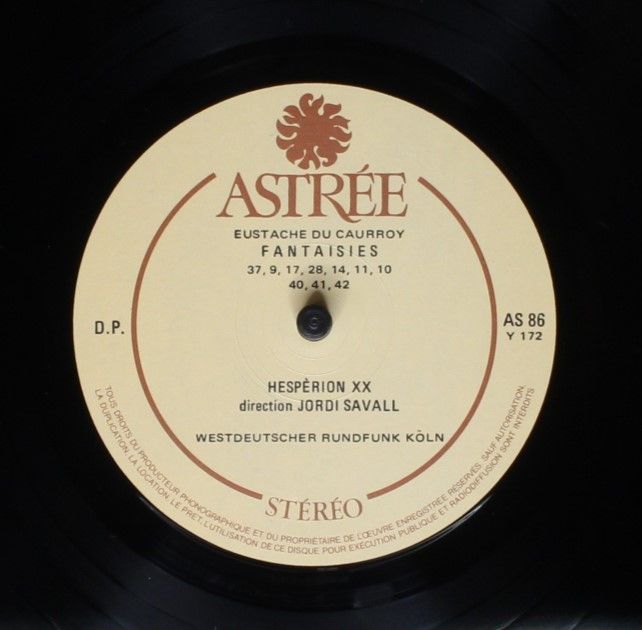 ASTRÉE
EUSTACHE DU CAURROY
FANTAISIES
37, 9, 17, 28, 14, 11, 10
40, 41, 42
D.P.
AS 86
Y 172
HESPÈRION XX
direction JORDI SAVALL
WESTDEUTSCHER RUNDFUNK KÖLN
STÉRÉO
TOUS DROITS DU PRODUCTEUR PHONOGRAPHIQUE ET DU PROPRIÉTAIRE DE L'ŒUVRE ENREGISTRÉE RÉSERVÉS. SAUF AUTORISATION,
LA DUPLICATION, LA LOCATION, LE PRÊT, L'UTILISATION DE CE DISQUE POUR EXÉCUTION PUBLIQUE ET RADIODIFFUSION SONT INTERDITS